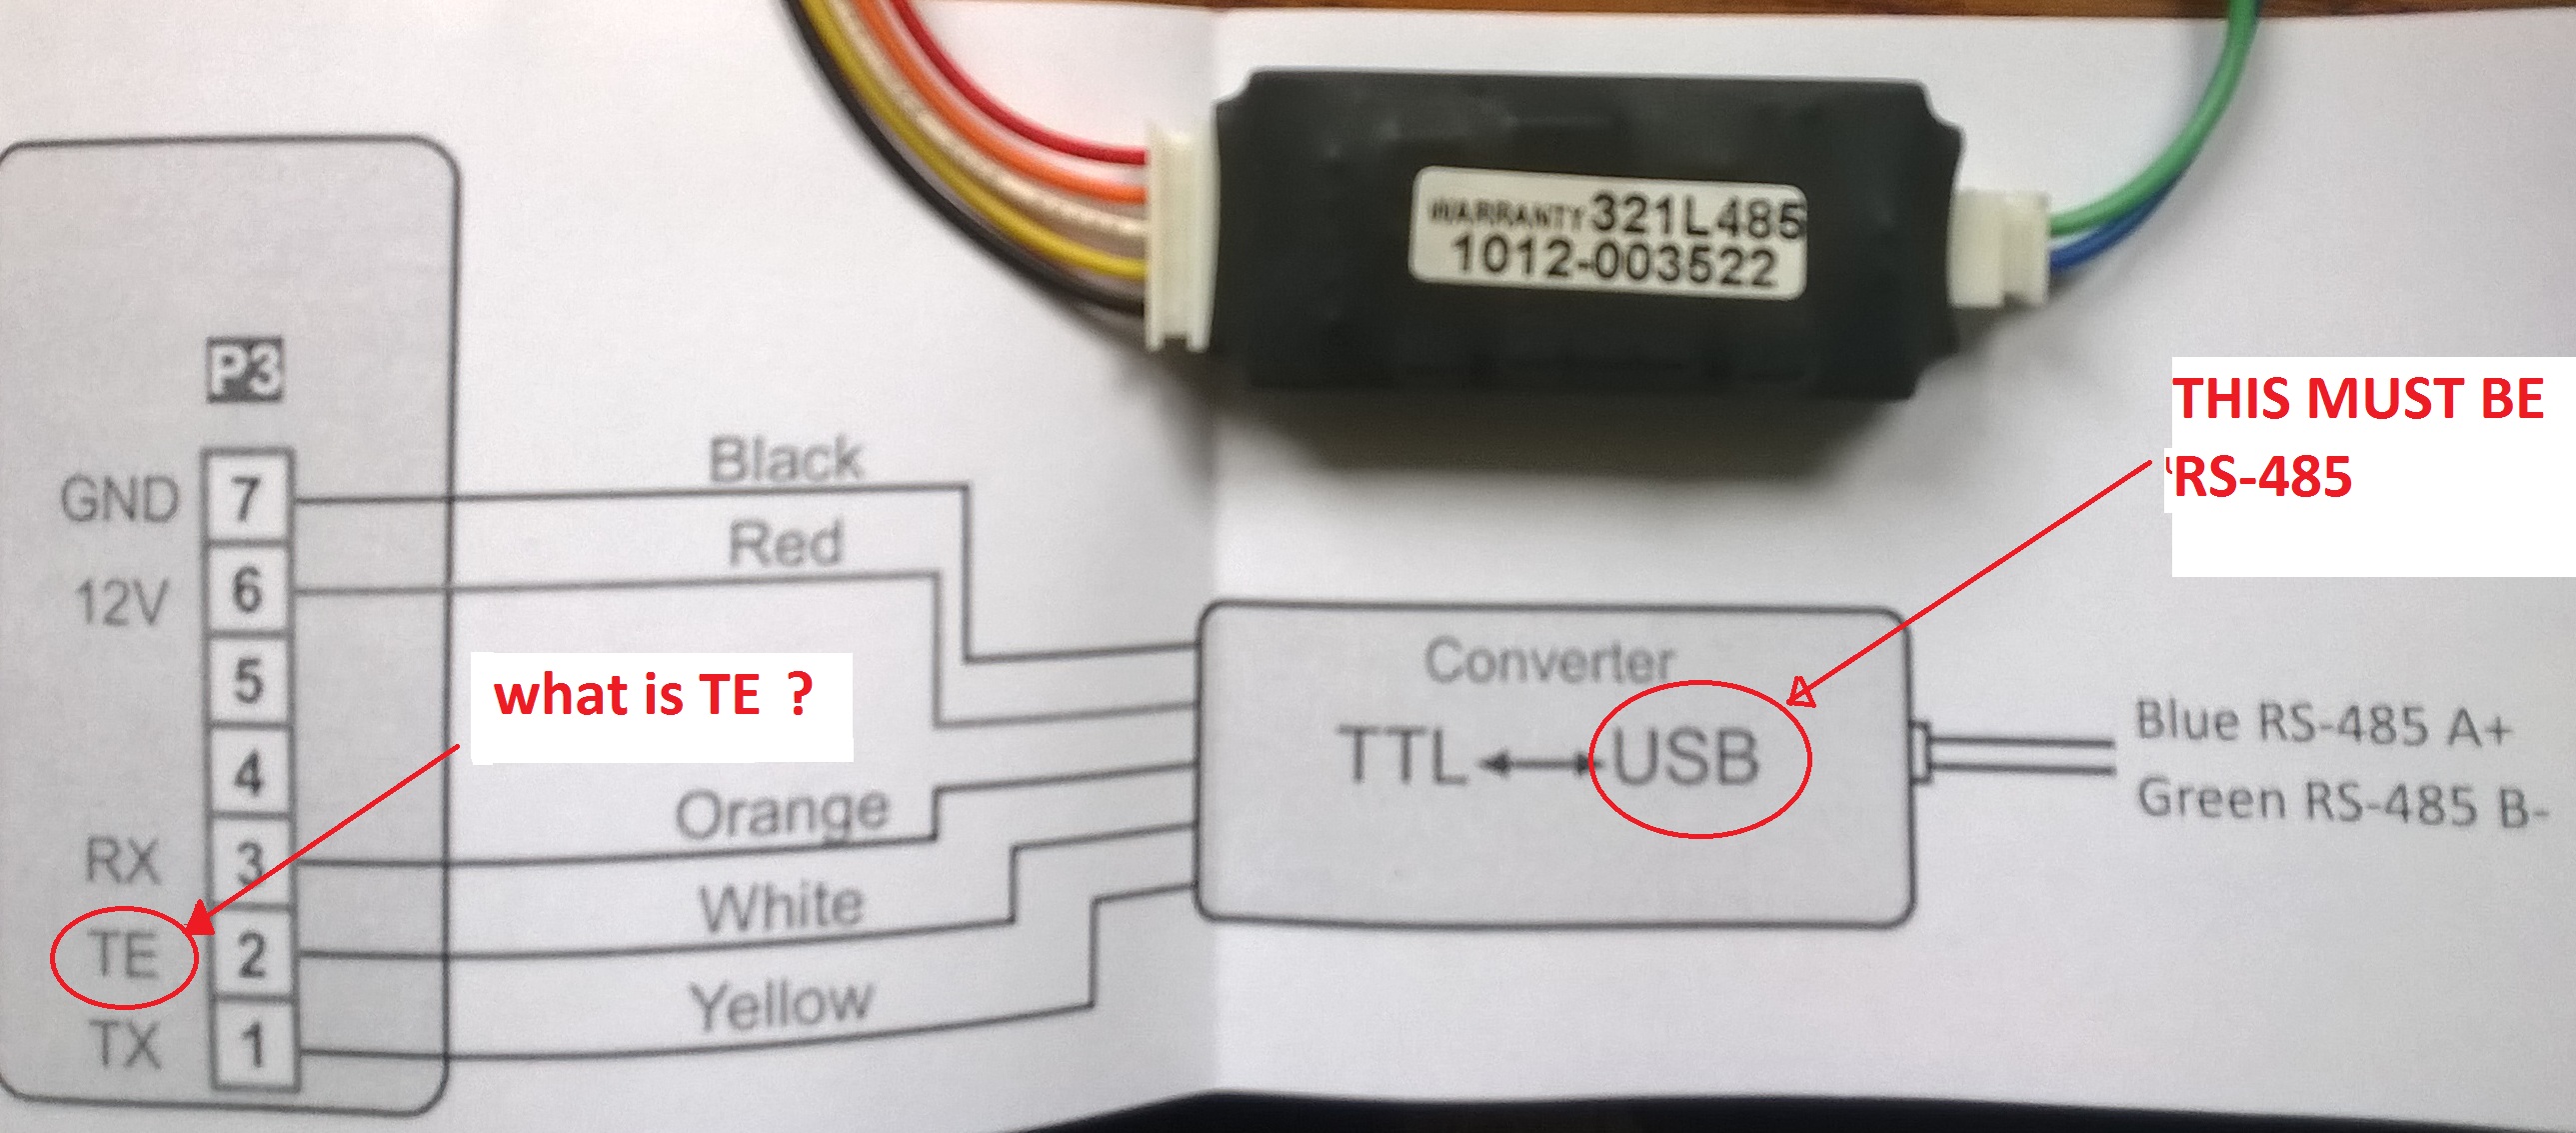 WARRANTY 321L485
1012-003522
THIS MUST BE
'RS-485
P3
GND 7
12V 6
5
4
RX 3
TE 2
TX 1
Black
Red
Orange
White
Yellow
what is TE ?
Converter
TTL USB
Blue RS-485 A+
Green RS-485 B-